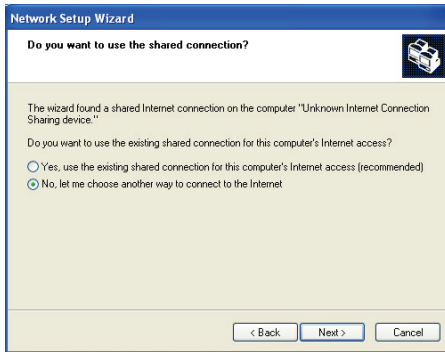 Network Setup Wizard
Do you want to use the shared connection?
The wizard found a shared Internet connection on the computer "Unknown Internet Connection
Sharing device."
Do you want to use the existing shared connection for this computer's Internet access?
Yes, use the existing shared connection for this computer's Internet access (recommended)
No, let me choose another way to connect to the Internet
< Back Next > Cancel